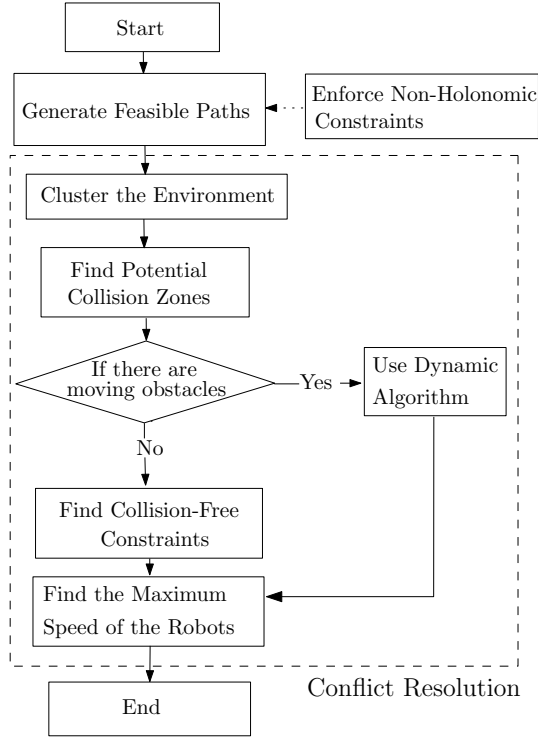 Start
Generate Feasible Paths
Enforce Non-Holonomic
Constraints
Cluster the Environment
Find Potential
Collision Zones
If there are
moving obstacles
Yes
Use Dynamic
Algorithm
No
Find Collision-Free
Constraints
Find the Maximum
Speed of the Robots
Conflict Resolution
End